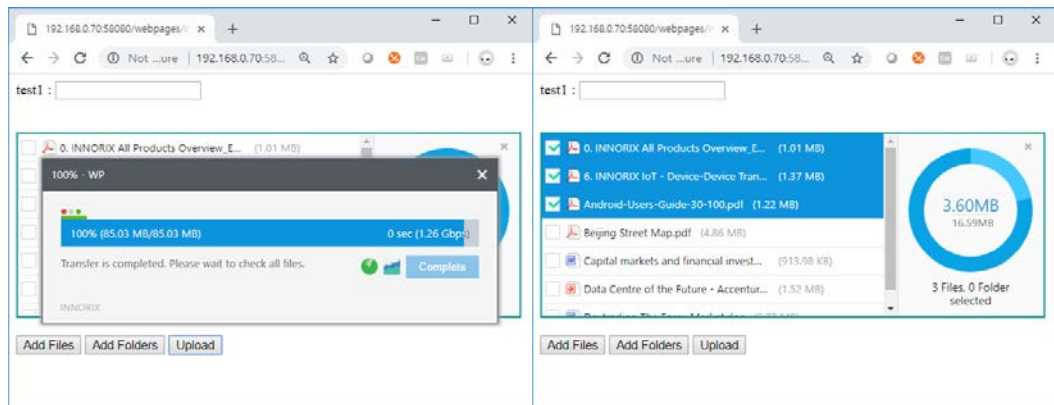 192.168.0.70:58080/webpages/i
Not ...ure | 192.168.0.70:58...
test1 :
0. INNORIX All Products Overview_E... (1.01 MB)
100% - WP
100% (85.03 MB/85.03 MB) 0 sec (1.26 Gbps)
Transfer is completed. Please wait to check all files.
Complete
INNORIX
Add Files Add Folders Upload
192.168.0.70:58080/webpages/i
Not ...ure | 192.168.0.70:58...
test1 :
0. INNORIX All Products Overview_E... (1.01 MB)
6. INNORIX IoT - Device-Device Tran... (1.37 MB)
Android-Users-Guide-30-100.pdf (1.22 MB)
Beijing Street Map.pdf (4.86 MB)
Capital markets and financial invest... (913.98 KB)
Data Centre of the Future - Accentur... (1.52 MB)
3.60MB
16.59MB
3 Files, 0 Folder
selected
Add Files Add Folders Upload